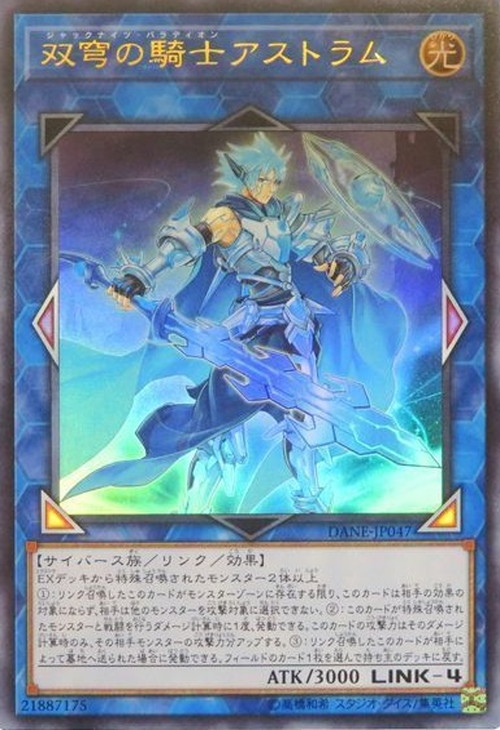 ジャックナイツ・パラディオン
双穹の騎士アストラム
光
DANE-JP047
【サイバース族／リンク／効果】
EXデッキから特殊召喚されたモンスター2体以上
①：リンク召喚したこのカードがモンスターゾーンに存在する限り、このカードは相手の効果の
対象にならず、相手は他のモンスターを攻撃対象に選択できない。②：このカードが特殊召喚さ
れたモンスターと戦闘を行うダメージ計算時に1度、発動できる。このカードの攻撃力はそのダメージ
計算時のみ、その相手モンスターの攻撃力分アップする。③：リンク召喚したこのカードが相手に
よって墓地へ送られた場合に発動できる。フィールドのカード1枚を選んで持ち主のデッキに戻す。
ATK/3000 LINK-4
21887175
©高橋和希 スタジオ・ダイス/集英社